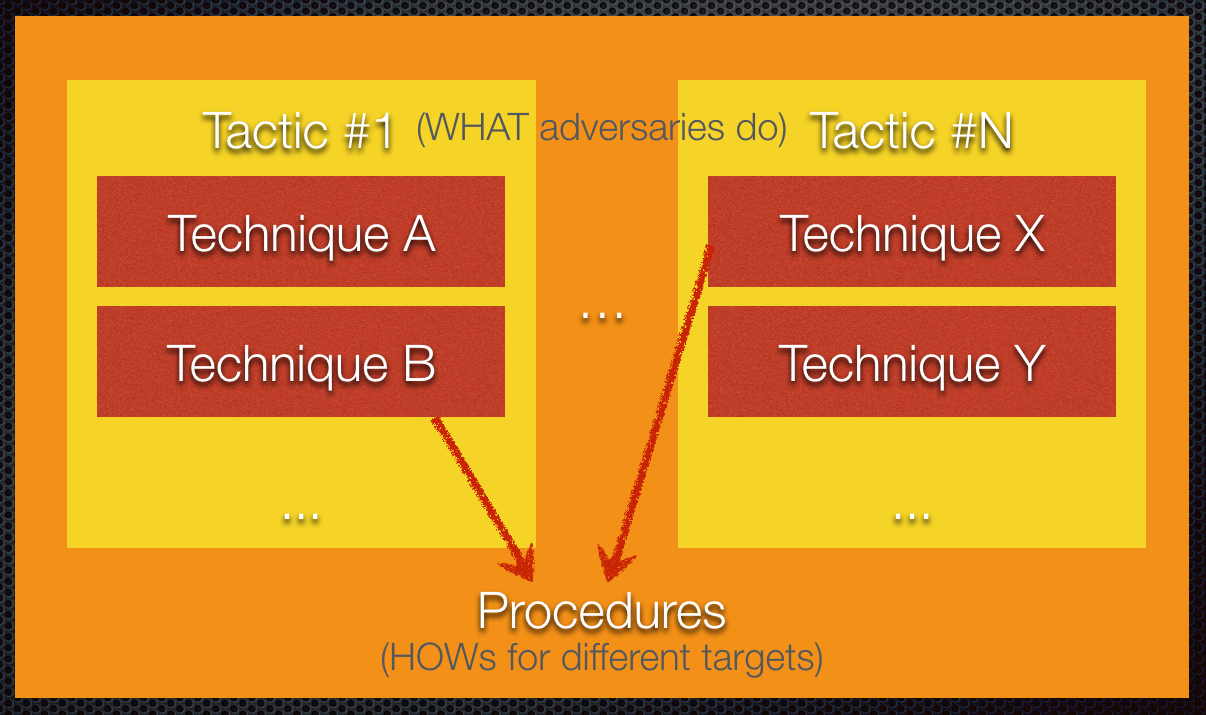 Tactic #1 (WHAT adversaries do) Tactic #N
Technique A
Technique X
...
Technique B
Technique Y
...
...
Procedures
(HOWs for different targets)